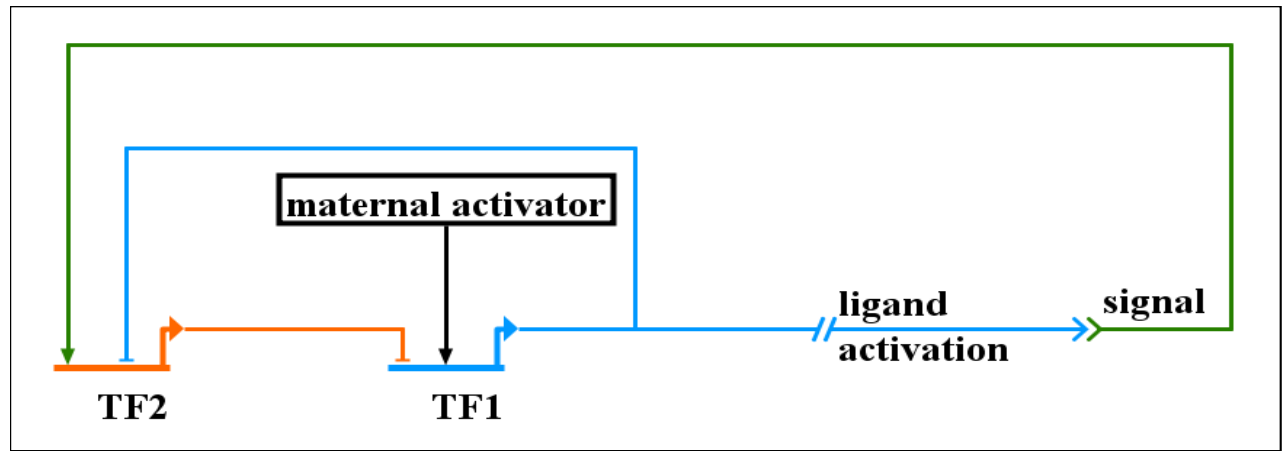 maternal activator
ligand
activation
signal
TF2
TF1